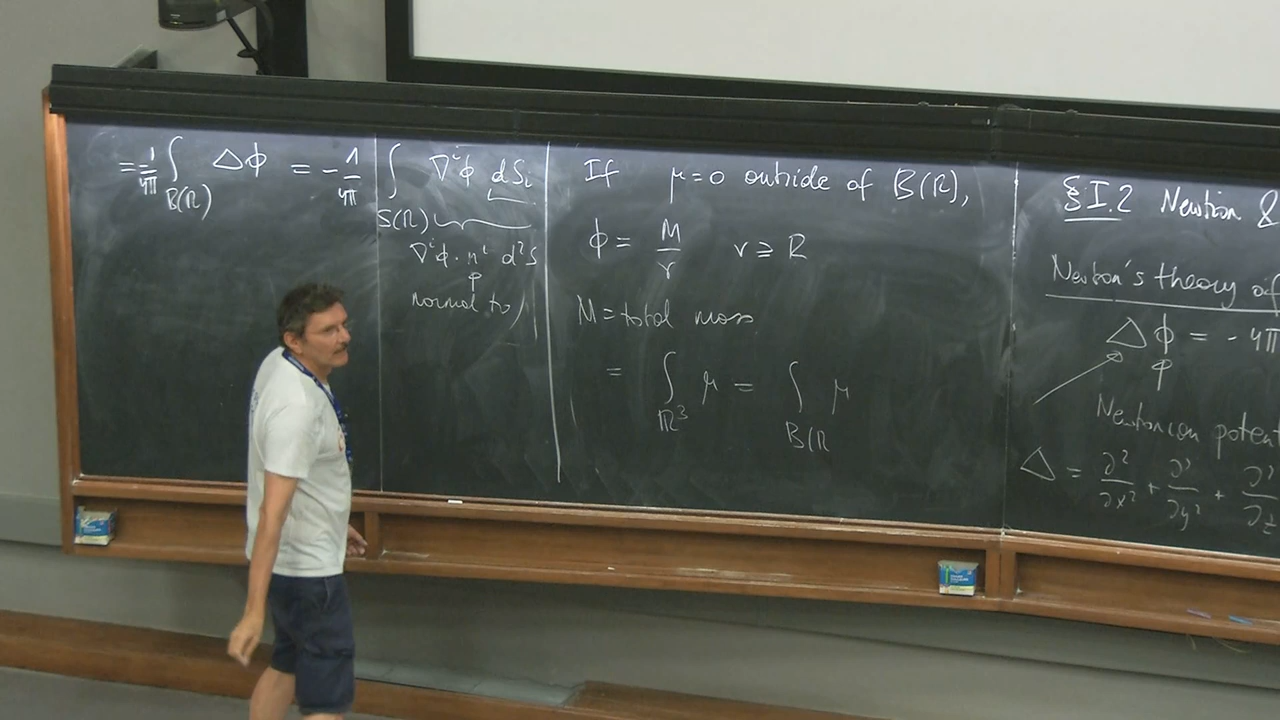 = -1/4π ∫_{B(R)} Δϕ = -1/4π ∫_{S(R)} ∇ⁱϕ dSᵢ
∇ⁱϕ · nⁱ d²S
normal to
If μ=0 outside of B(R),
ϕ = M/r r ≥ R
M = total mass
= ∫_{ℝ³} μ = ∫_{B(R} μ
§I.2 Newton &
Newton's theory of
Δϕ = - 4π
Newtonian potent
Δ = ∂²/∂x² + ∂²/∂y² + ∂²/∂z